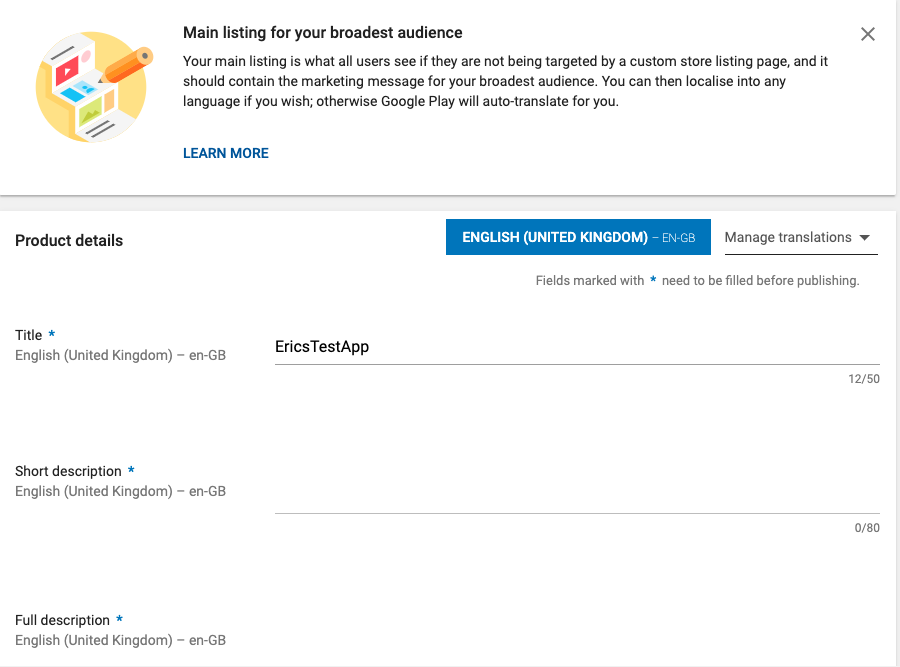 Main listing for your broadest audience
Your main listing is what all users see if they are not being targeted by a custom store listing page, and it
should contain the marketing message for your broadest audience. You can then localise into any
language if you wish; otherwise Google Play will auto-translate for you.
LEARN MORE
Product details
ENGLISH (UNITED KINGDOM) – EN-GB
Manage translations
Fields marked with * need to be filled before publishing.
Title *
English (United Kingdom) – en-GB
EricsTestApp
12/50
Short description *
English (United Kingdom) – en-GB
0/80
Full description *
English (United Kingdom) – en-GB